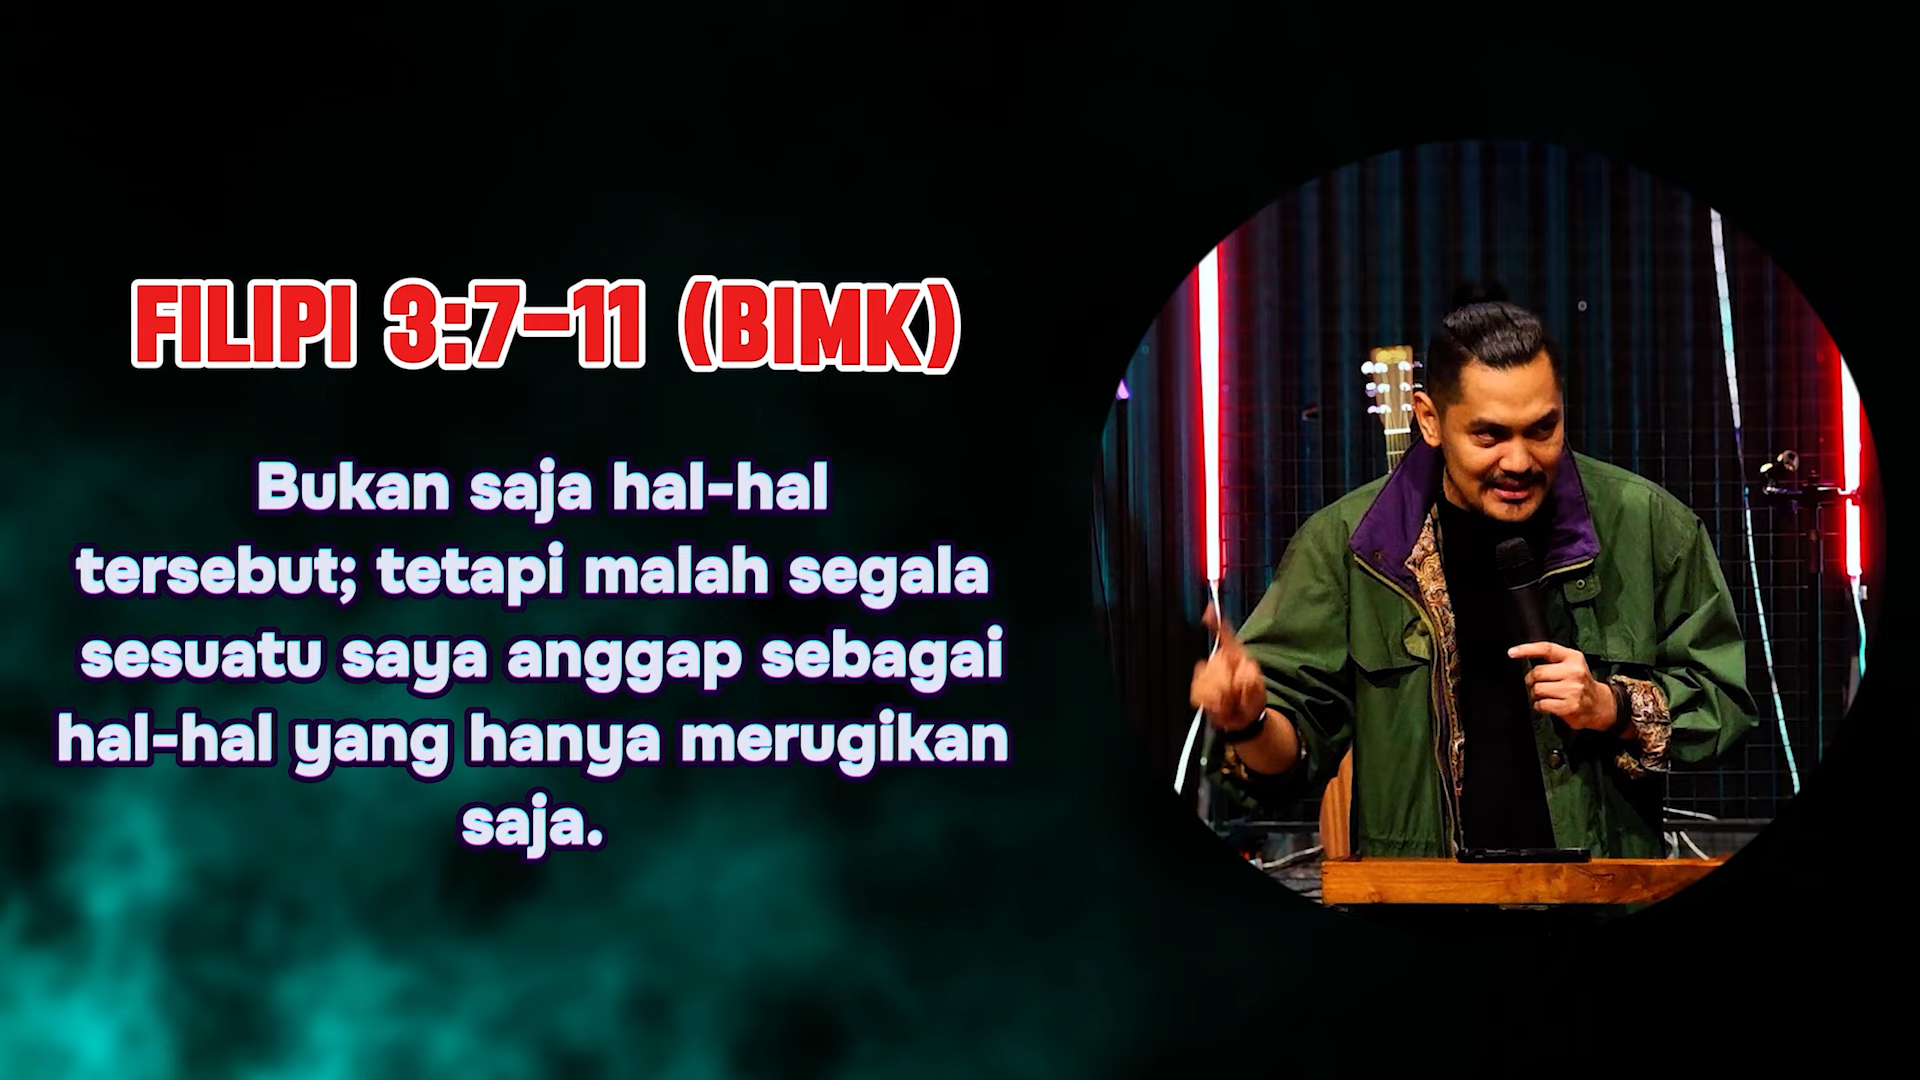 FILIPI 3:7-11 (BIMK)
Bukan saja hal-hal
tersebut; tetapi malah segala
sesuatu saya anggap sebagai
hal-hal yang hanya merugikan
saja.